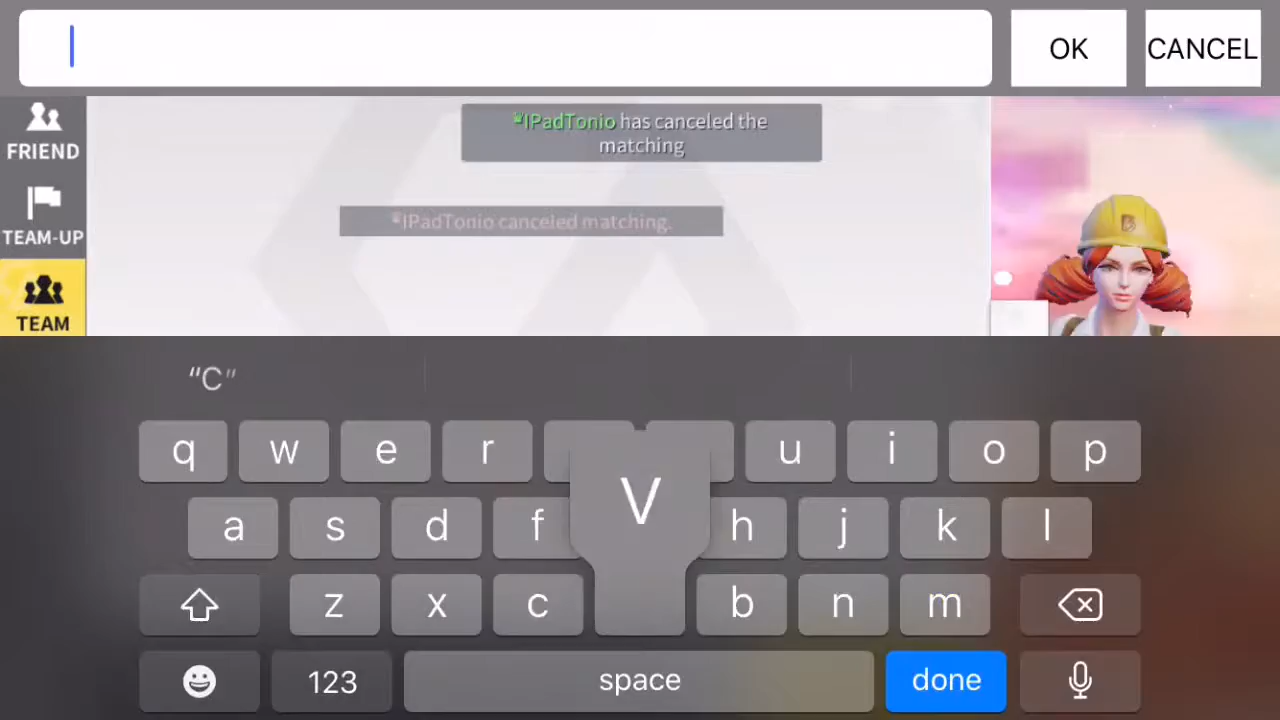 OK CANCEL
FRIEND
TEAM-UP
TEAM
IPadTonio has canceled the
matching
IPadTonio canceled matching.
B
"C"
q w e r u i o p
V
a s d f h j k l
z x c b n m
123 space done